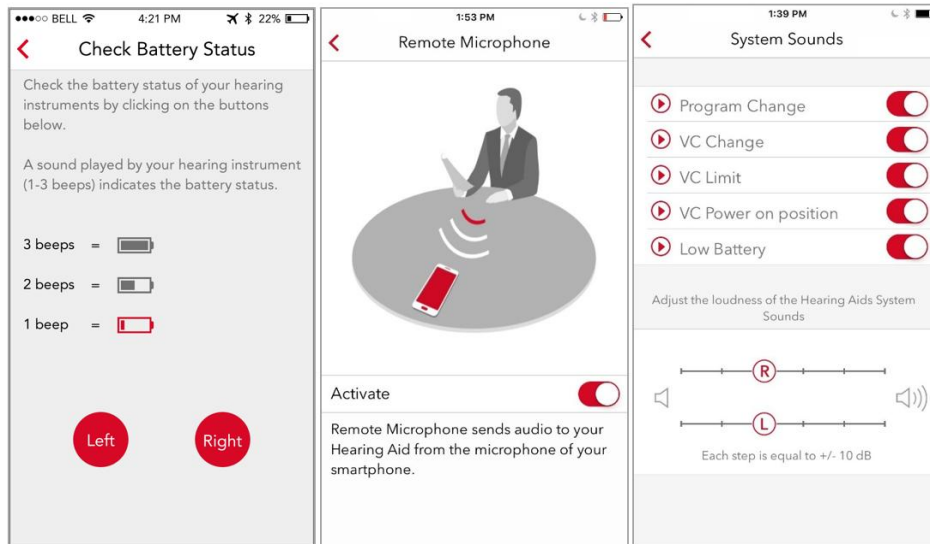 BELL 4:21 PM 22%
Check Battery Status
Check the battery status of your hearing
instruments by clicking on the buttons
below.
A sound played by your hearing instrument
(1-3 beeps) indicates the battery status.
3 beeps =
2 beeps =
1 beep =
Left Right
1:53 PM
Remote Microphone
Activate
Remote Microphone sends audio to your
Hearing Aid from the microphone of your
smartphone.
1:39 PM
System Sounds
Program Change
VC Change
VC Limit
VC Power on position
Low Battery
Adjust the loudness of the Hearing Aids System
Sounds
R
L
Each step is equal to +/- 10 dB